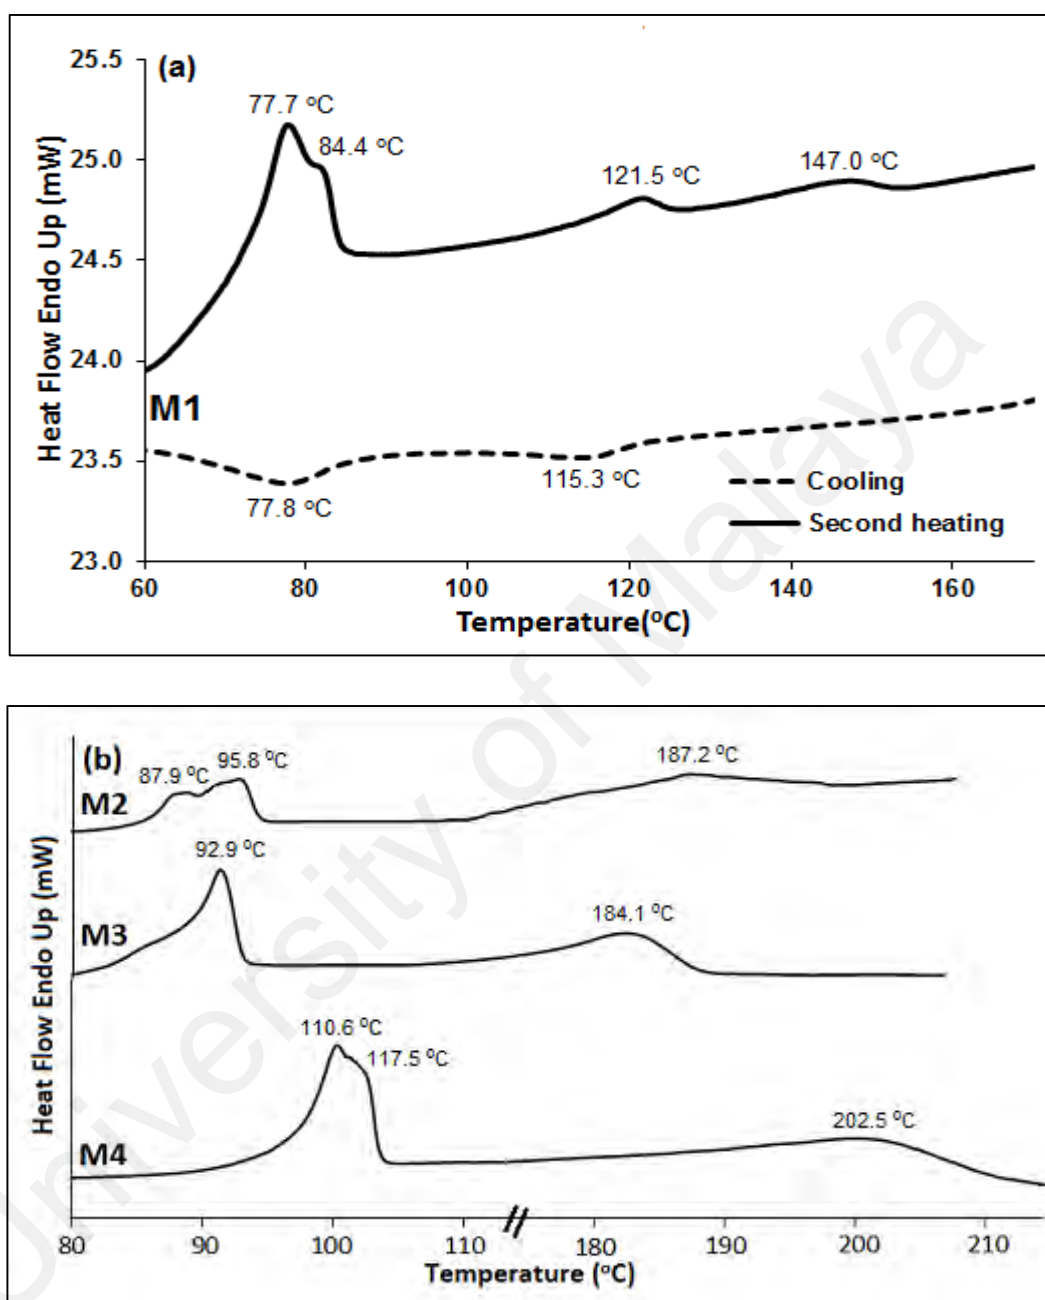 (a)
77.7 °C
84.4 °C
121.5 °C
147.0 °C
25.5
25.0
24.5
24.0
23.5
23.0
Heat Flow Endo Up (mW)
M1
77.8 °C
115.3 °C
Cooling
Second heating
60
80
100
120
140
160
Temperature(°C)
(b)
87.9 °C
95.8 °C
187.2 °C
M2
92.9 °C
184.1 °C
M3
110.6 °C
117.5 °C
202.5 °C
M4
Heat Flow Endo Up (mW)
80
90
100
110
180
190
200
210
Temperature (°C)
University of Malaya